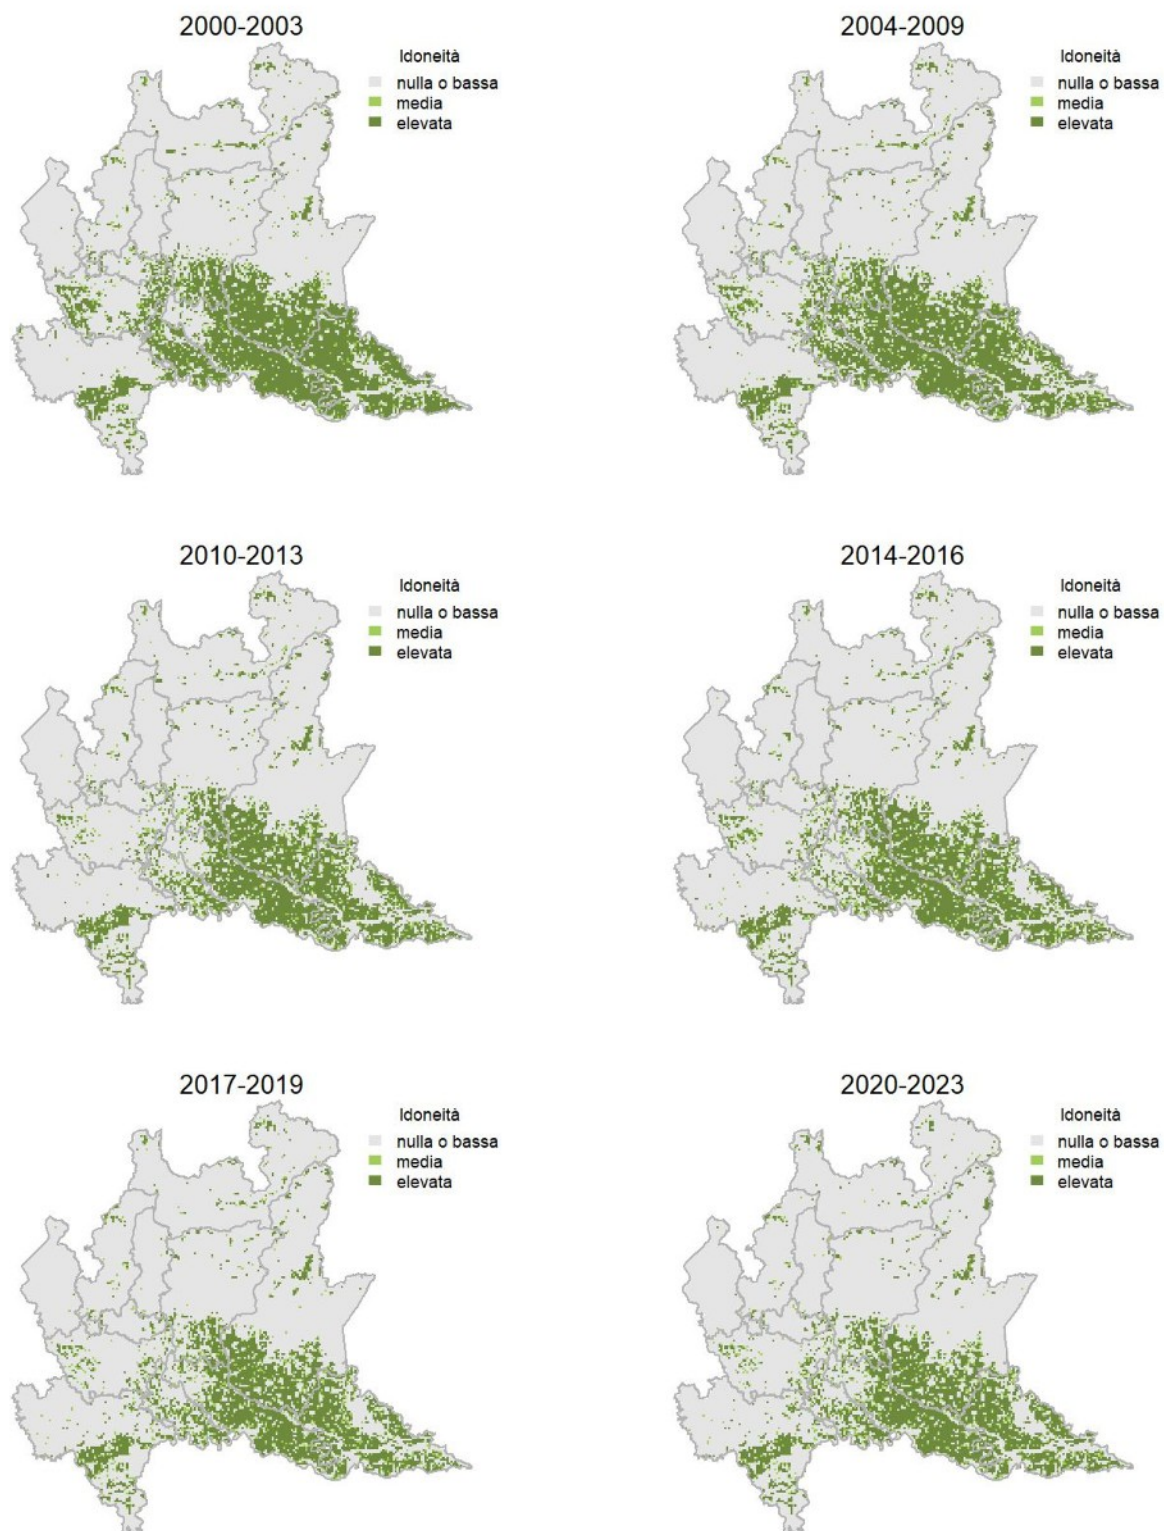 2000-2003
Idoneità
nulla o bassa
media
elevata
2004-2009
Idoneità
nulla o bassa
media
elevata
2010-2013
Idoneità
nulla o bassa
media
elevata
2014-2016
Idoneità
nulla o bassa
media
elevata
2017-2019
Idoneità
nulla o bassa
media
elevata
2020-2023
Idoneità
nulla o bassa
media
elevata